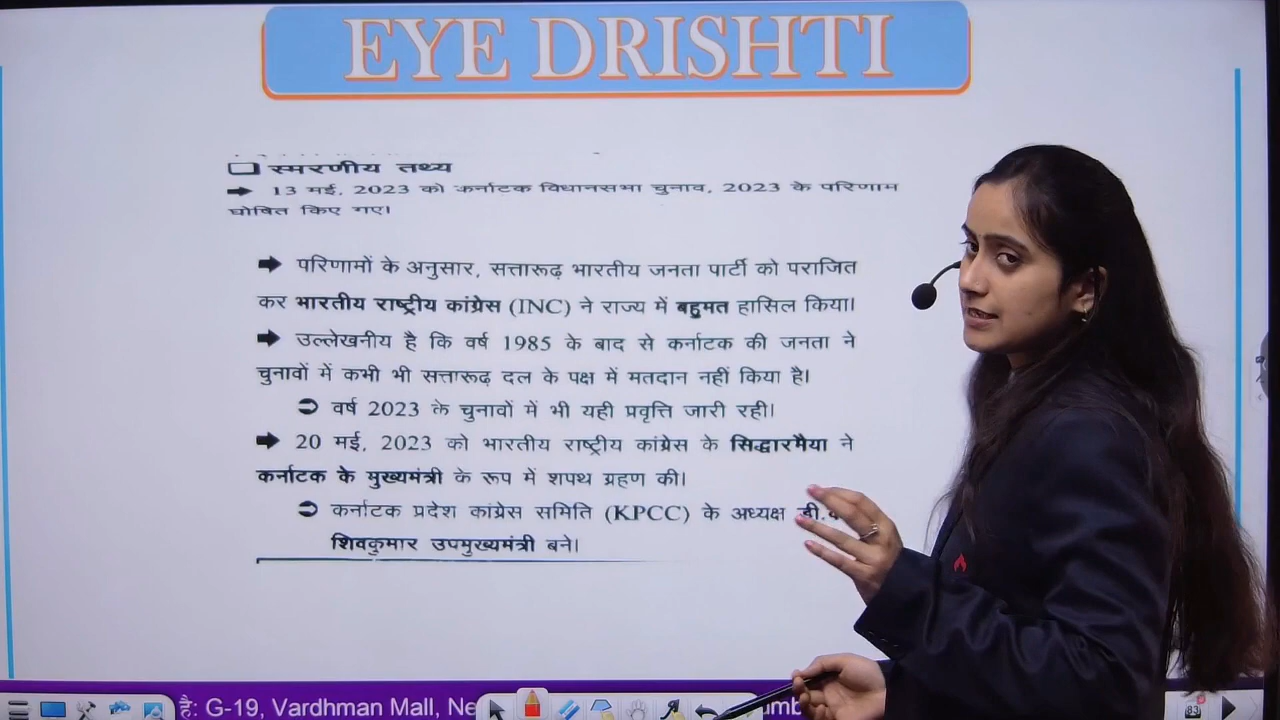 EYE DRISHTI
स्मरणीय तथ्य
13 मई, 2023 को कर्नाटक विधानसभा चुनाव, 2023 के परिणाम
घोषित किए गए।
परिणामों के अनुसार, सत्तारूढ़ भारतीय जनता पार्टी को पराजित
कर भारतीय राष्ट्रीय कांग्रेस (INC) ने राज्य में बहुमत हासिल किया।
उल्लेखनीय है कि वर्ष 1985 के बाद से कर्नाटक की जनता ने
चुनावों में कभी भी सत्तारूढ़ दल के पक्ष में मतदान नहीं किया है।
वर्ष 2023 के चुनावों में भी यही प्रवृत्ति जारी रही।
20 मई, 2023 को भारतीय राष्ट्रीय कांग्रेस के सिद्धारमैया ने
कर्नाटक के मुख्यमंत्री के रूप में शपथ ग्रहण की।
कर्नाटक प्रदेश कांग्रेस समिति (KPCC) के अध्यक्ष डी.
शिवकुमार उपमुख्यमंत्री बने।
है: G-19, Vardhman Mall, Ne
83